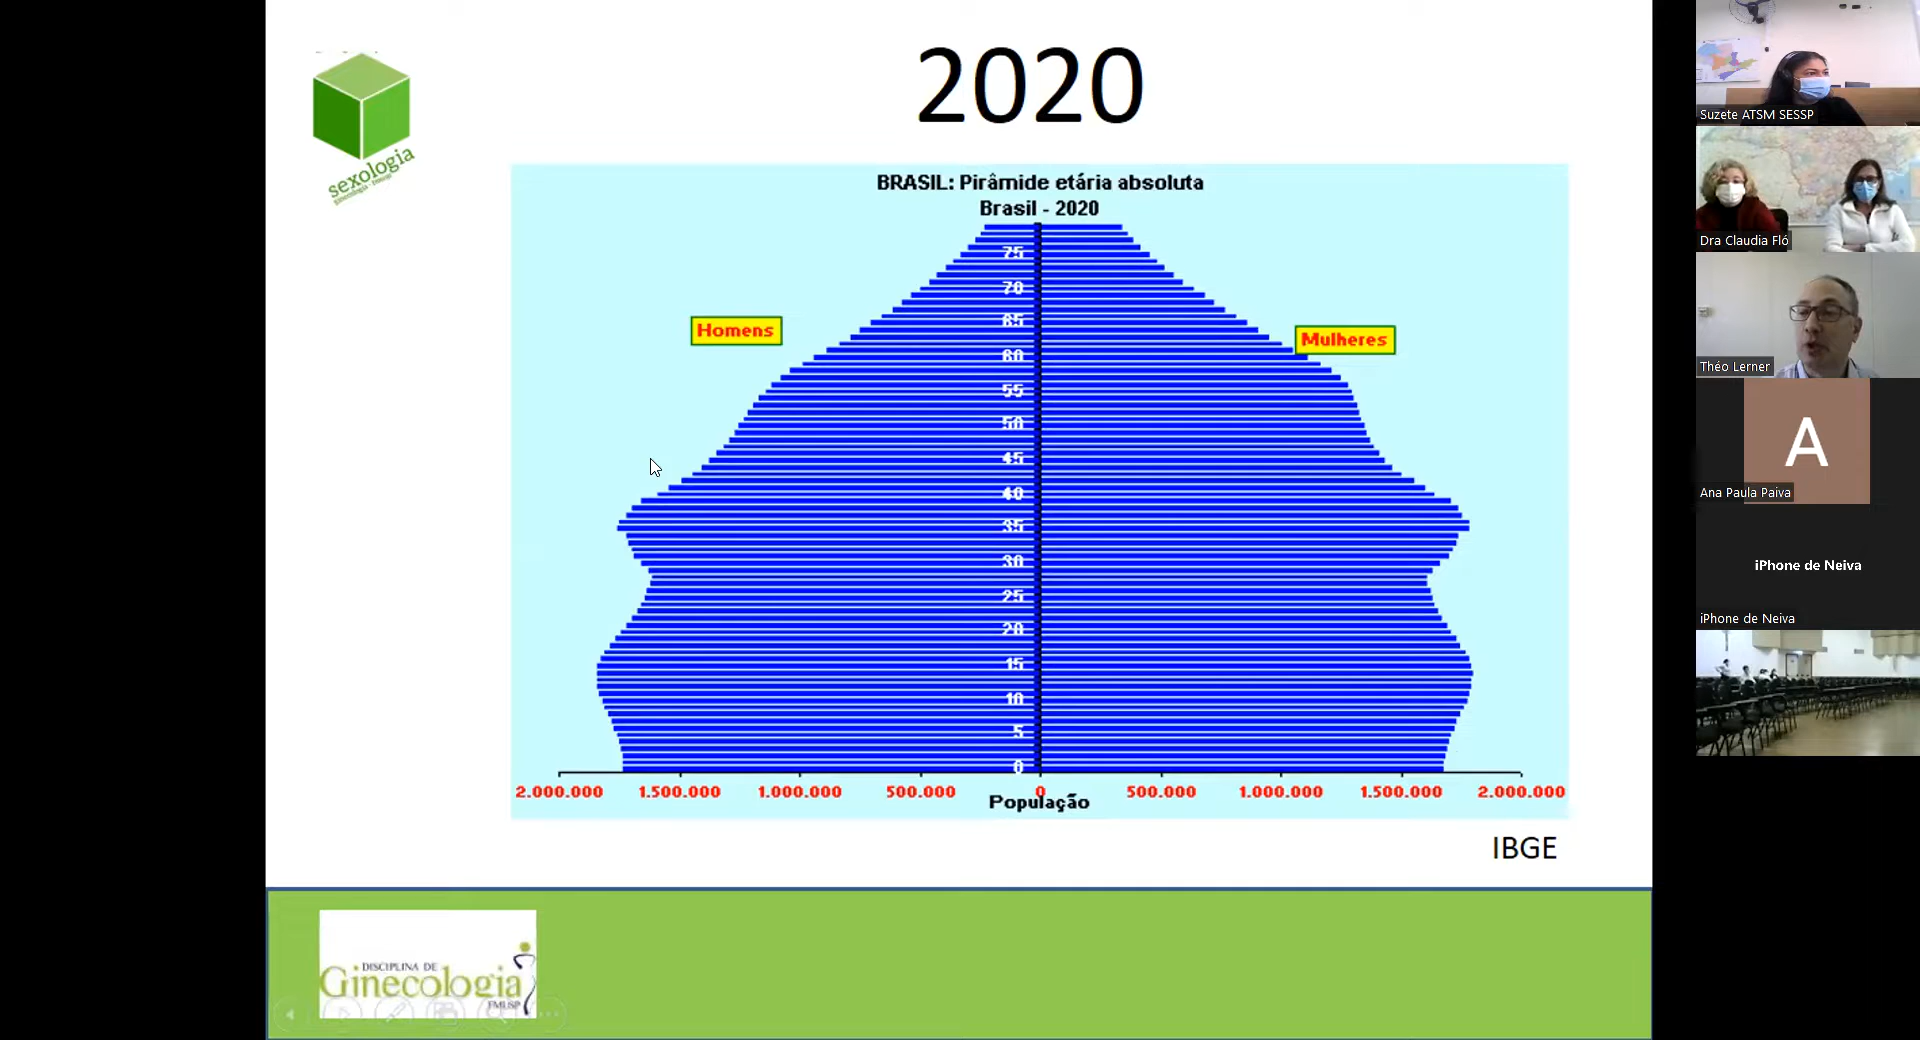 2020
sexologia
BRASIL: Pirâmide etária absoluta
Brasil - 2020
75
70
65
Homens
Mulheres
60
55
50
45
40
35
30
25
20
15
10
5
0
2.000.000 1.500.000 1.000.000 500.000 0 500.000 1.000.000 1.500.000 2.000.000
População
IBGE
DISCIPLINA DE
Ginecologia
FMUSP
Suzete ATSM SESSP
Dra Claudia Fló
Théo Lerner
A
Ana Paula Paiva
iPhone de Neiva
iPhone de Neiva